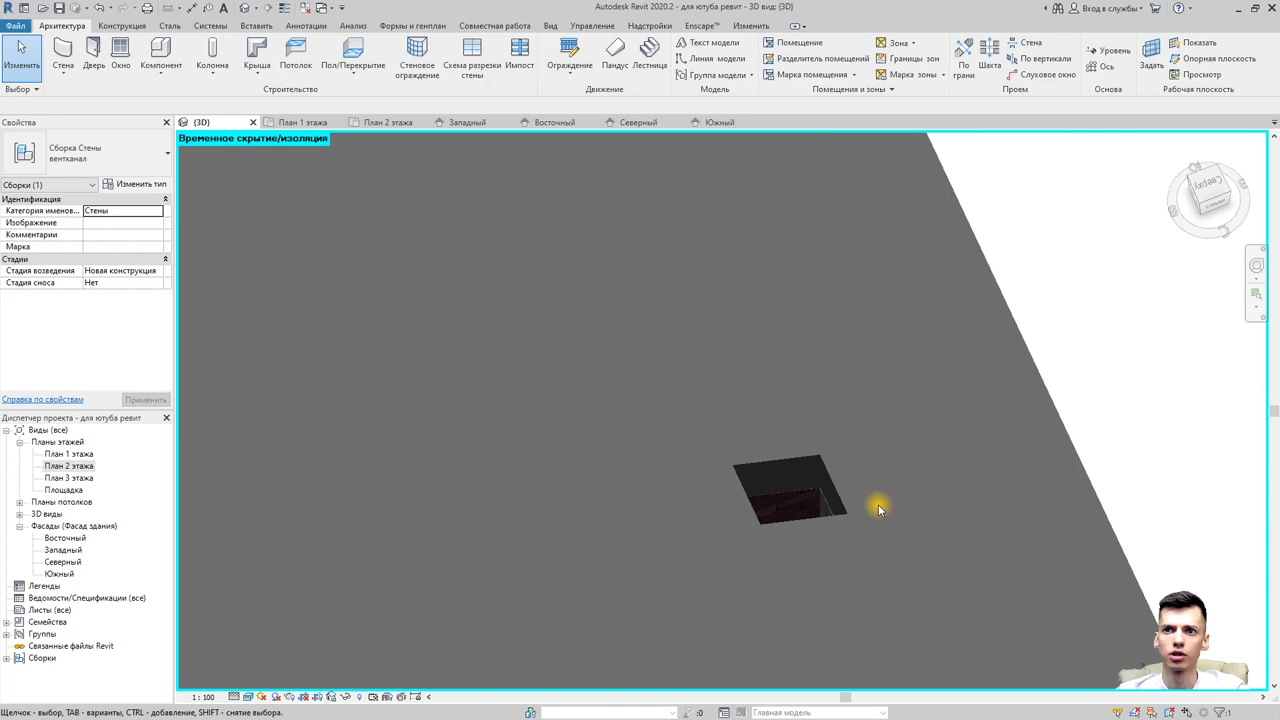 Autodesk Revit 2020.2 - для ютуба ревит - 3D вид: {3D}
Вход в службы
Файл Архитектура Конструкция Сталь Системы Вставить Аннотации Анализ Формы и генплан Совместная работа Вид Управление Надстройки Enscape™ Изменить
Изменить Стена Дверь Окно Компонент Колонна Крыша Потолок Пол/Перекрытие Стеновое ограждение Схема разрезки стены Импост Ограждение Пандус Лестница
Текст модели
Линия модели
Группа модели
Помещение
Разделитель помещений
Марка помещения
Зона
Границы зон
Марка зоны
По грани Шахта
Стена
По вертикали
Слуховое окно
Уровень
Ось
Задать
Показать
Опорная плоскость
Просмотр
Выбор Строительство Движение Модель Помещения и зоны Проем Основа Рабочая плоскость
Свойства
{3D} План 1 этажа План 2 этажа Западный Восточный Северный Южный
Временное скрытие/изоляция
Сборка Стены
вентканал
Сборки (1) Изменить тип
Идентификация
Категория именов... Стены
Изображение
Комментарии
Марка
Стадии
Стадия возведения Новая конструкция
Стадия сноса Нет
Справка по свойствам Применить
Диспетчер проекта - для ютуба ревит
Виды (все)
Планы этажей
План 1 этажа
План 2 этажа
План 3 этажа
Площадка
Планы потолков
3D виды
Фасады (Фасад здания)
Восточный
Западный
Северный
Южный
Легенды
Ведомости/Спецификации (все)
Листы (все)
Семейства
Группы
Связанные файлы Revit
Сборки
Сверху
1 : 100
Щелчок - выбор, TAB - варианты, CTRL - добавление, SHIFT - снятие выбора.
:0
Главная модель
:1